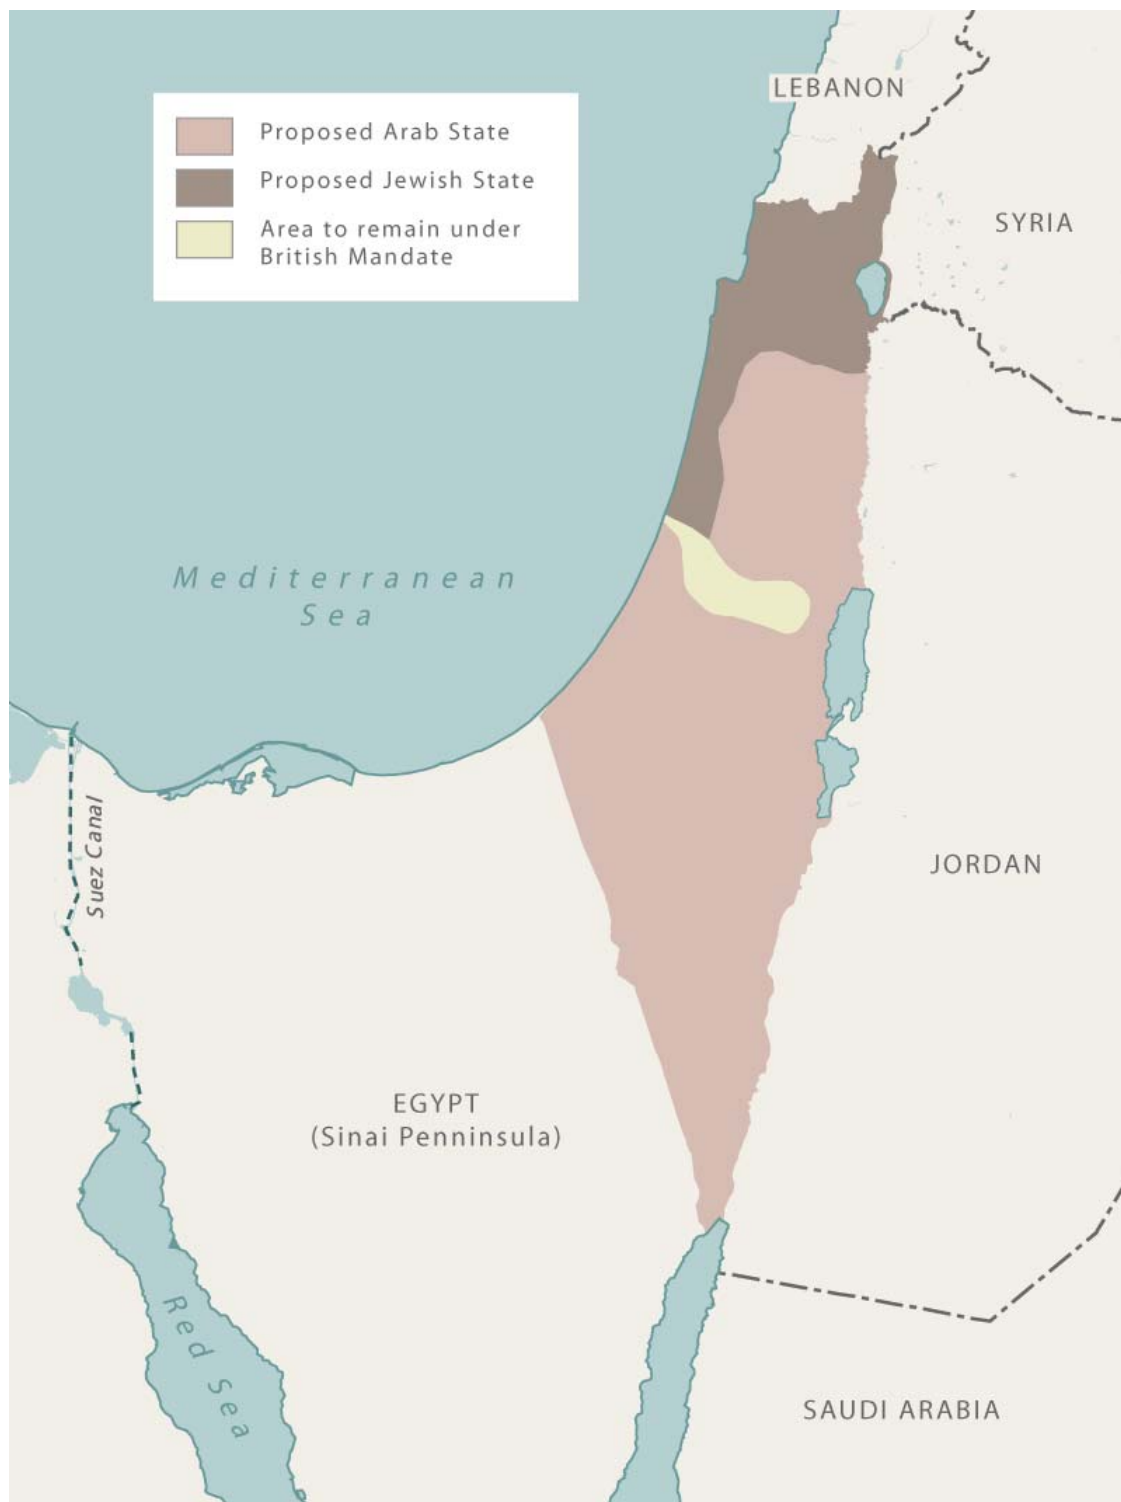 LEBANON
Proposed Arab State
Proposed Jewish State
Area to remain under
British Mandate
SYRIA
Mediterranean
Sea
Suez Canal
JORDAN
EGYPT
(Sinai Penninsula)
Red Sea
SAUDI ARABIA